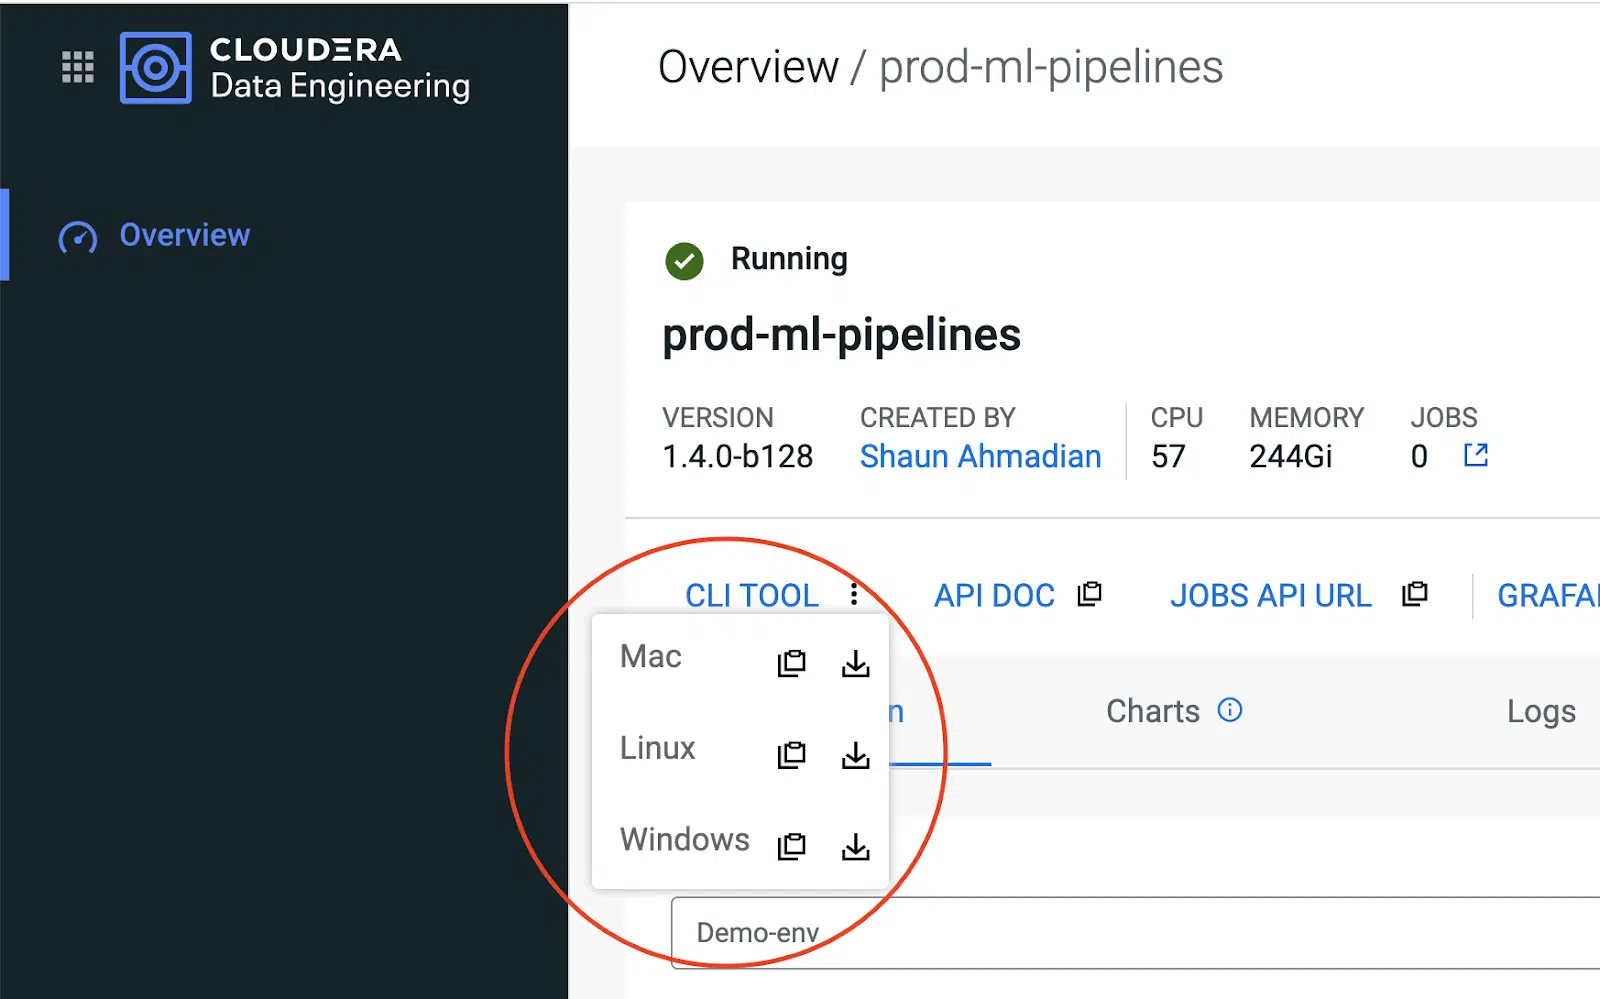 CLOUDERA
Data Engineering
Overview / prod-ml-pipelines
Overview
Running
prod-ml-pipelines
VERSION CREATED BY CPU MEMORY JOBS
1.4.0-b128 Shaun Ahmadian 57 244Gi 0
CLI TOOL API DOC JOBS API URL GRAFA
Mac
n Charts Logs
Linux
Windows
Demo-env